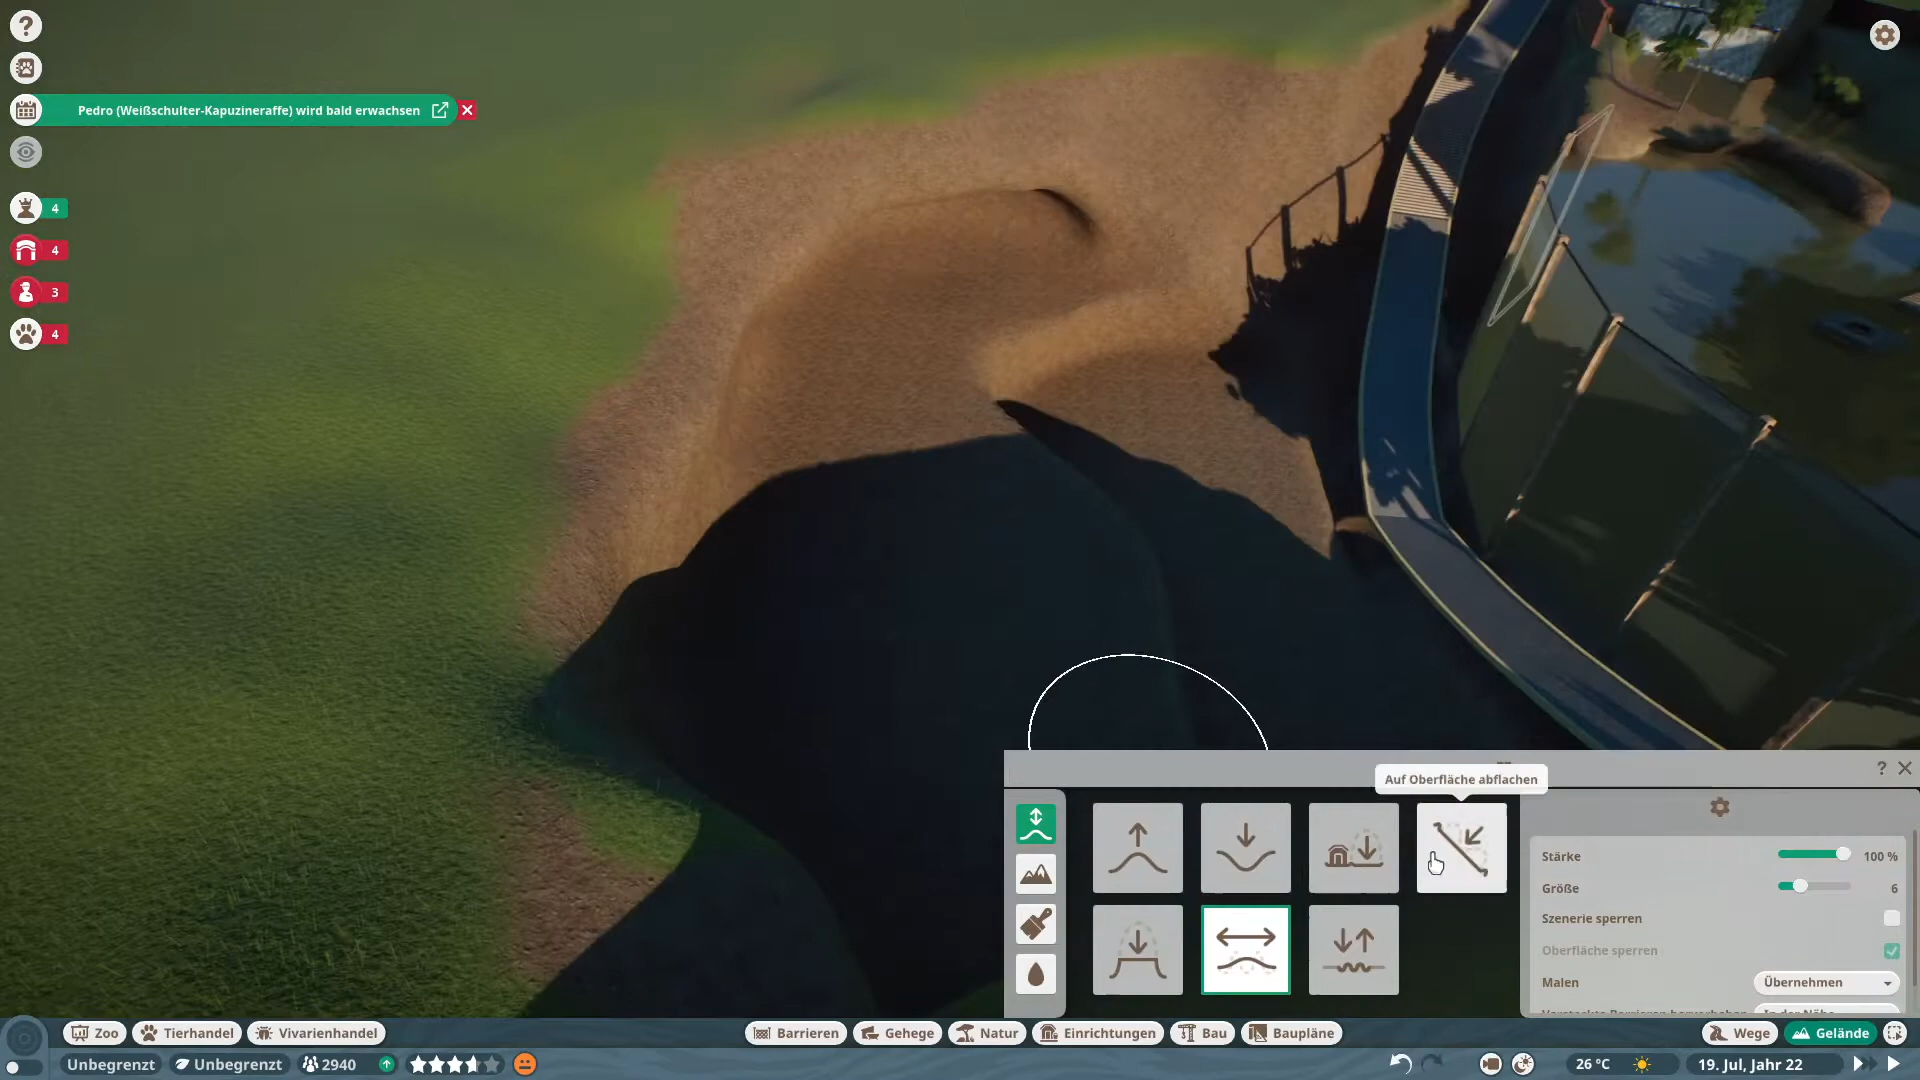 ?
Pedro (Weißschulter-Kapuzineraffe) wird bald erwachsen
4
4
3
4
Auf Oberfläche abflachen
?
Stärke 100 %
Größe 6
Szenerie sperren
Oberfläche sperren
Malen Übernehmen
Zoo Tierhandel Vivarienhandel Barrieren Gehege Natur Einrichtungen Bau Baupläne Wege Gelände
Unbegrenzt Unbegrenzt 2940 26 °C 19. Jul, Jahr 22